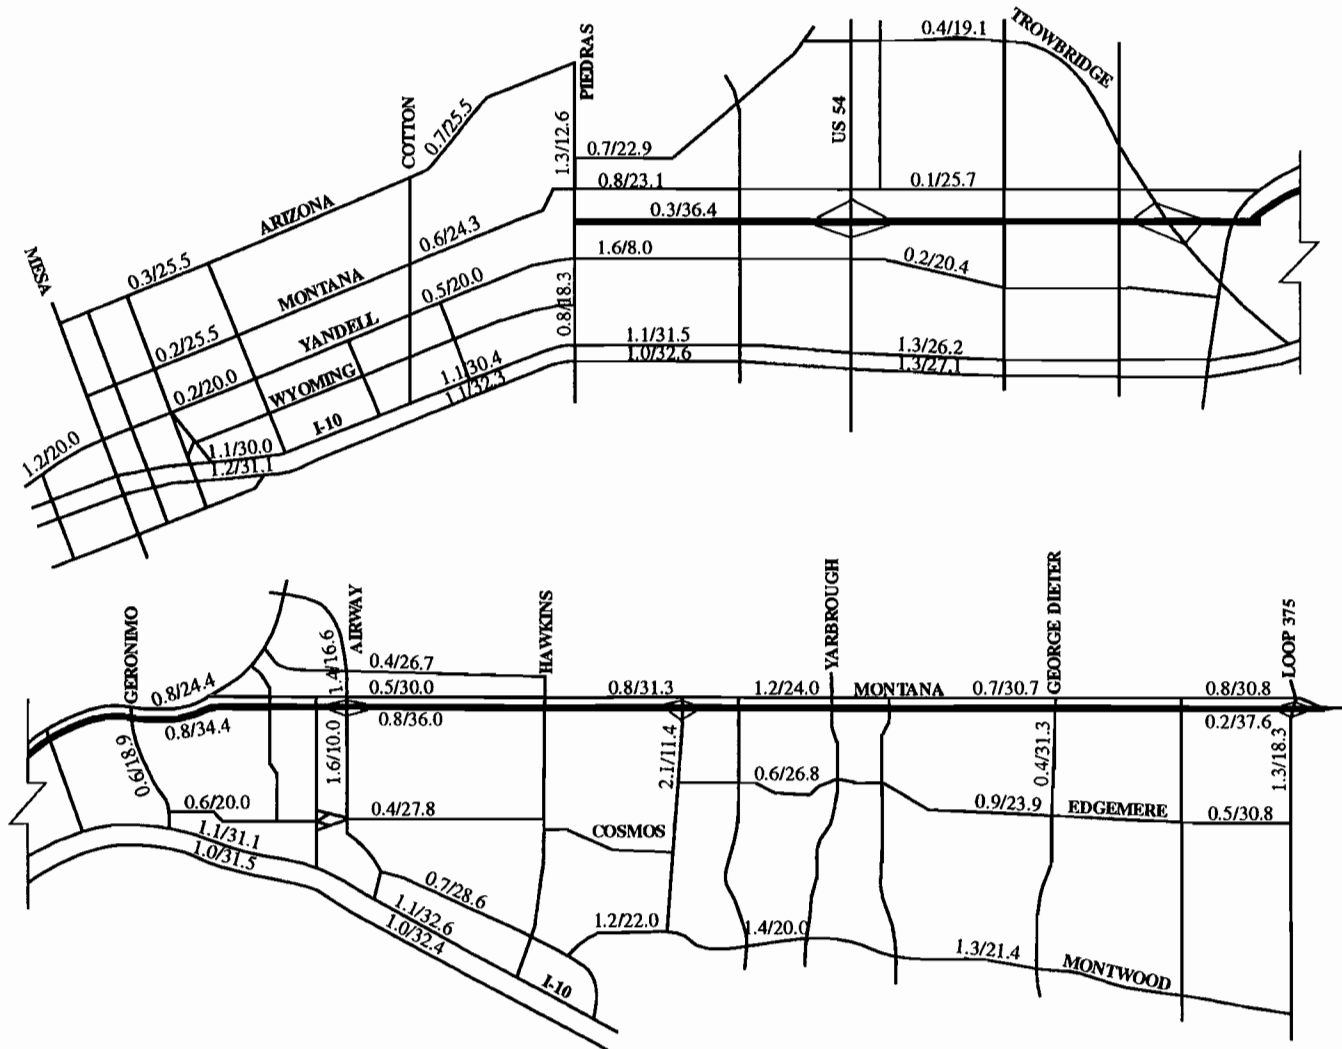 0.4/19.1
TROWBRIDGE
PIEDRAS
COTTON
0.7/25.5
1.3/12.6
US 54
0.7/22.9
0.8/23.1
0.1/25.7
ARIZONA
0.3/36.4
MESA
0.3/25.5
0.6/24.3
MONTANA
1.6/8.0
0.2/20.4
0.5/20.0
YANDELL
0.8/18.3
0.2/25.5
1.1/31.5
1.0/32.6
1.3/26.2
1.3/27.1
0.2/20.0
WYOMING
1.1/30.4
1.1/32.3
I-10
1.2/20.0
1.1/30.0
1.2/31.1
GERONIMO
AIRWAY
HAWKINS
YARBROUGH
GEORGE DIETER
LOOP 375
1.4/16.6
0.4/26.7
0.8/24.4
0.5/30.0
0.8/31.3
1.2/24.0
MONTANA
0.7/30.7
0.8/30.8
0.8/34.4
0.8/36.0
0.2/37.6
0.6/18.9
1.6/10.0
2.1/11.4
0.4/31.3
1.3/18.3
0.6/26.8
0.6/20.0
0.4/27.8
0.9/23.9
EDGEMERE
0.5/30.8
COSMOS
1.1/31.1
1.0/31.5
0.7/28.6
1.1/32.6
1.0/32.4
1.2/22.0
1.4/20.0
1.3/21.4
MONTWOOD
I-10